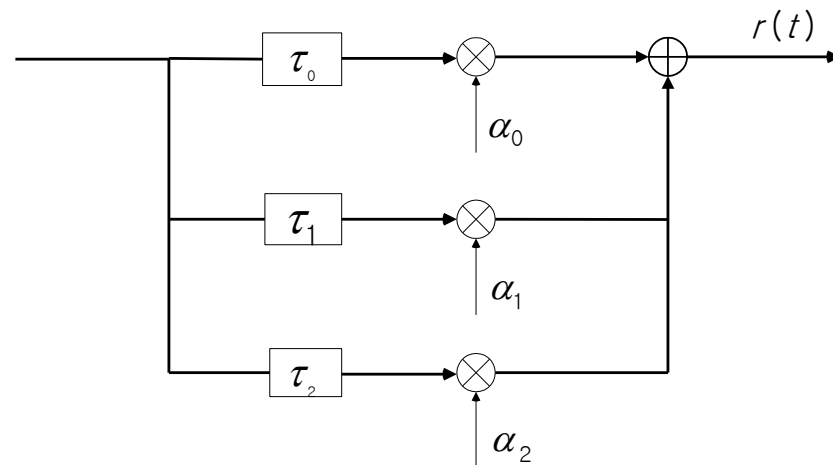 r(t)
τ₀
α₀
τ₁
α₁
τ₂
α₂